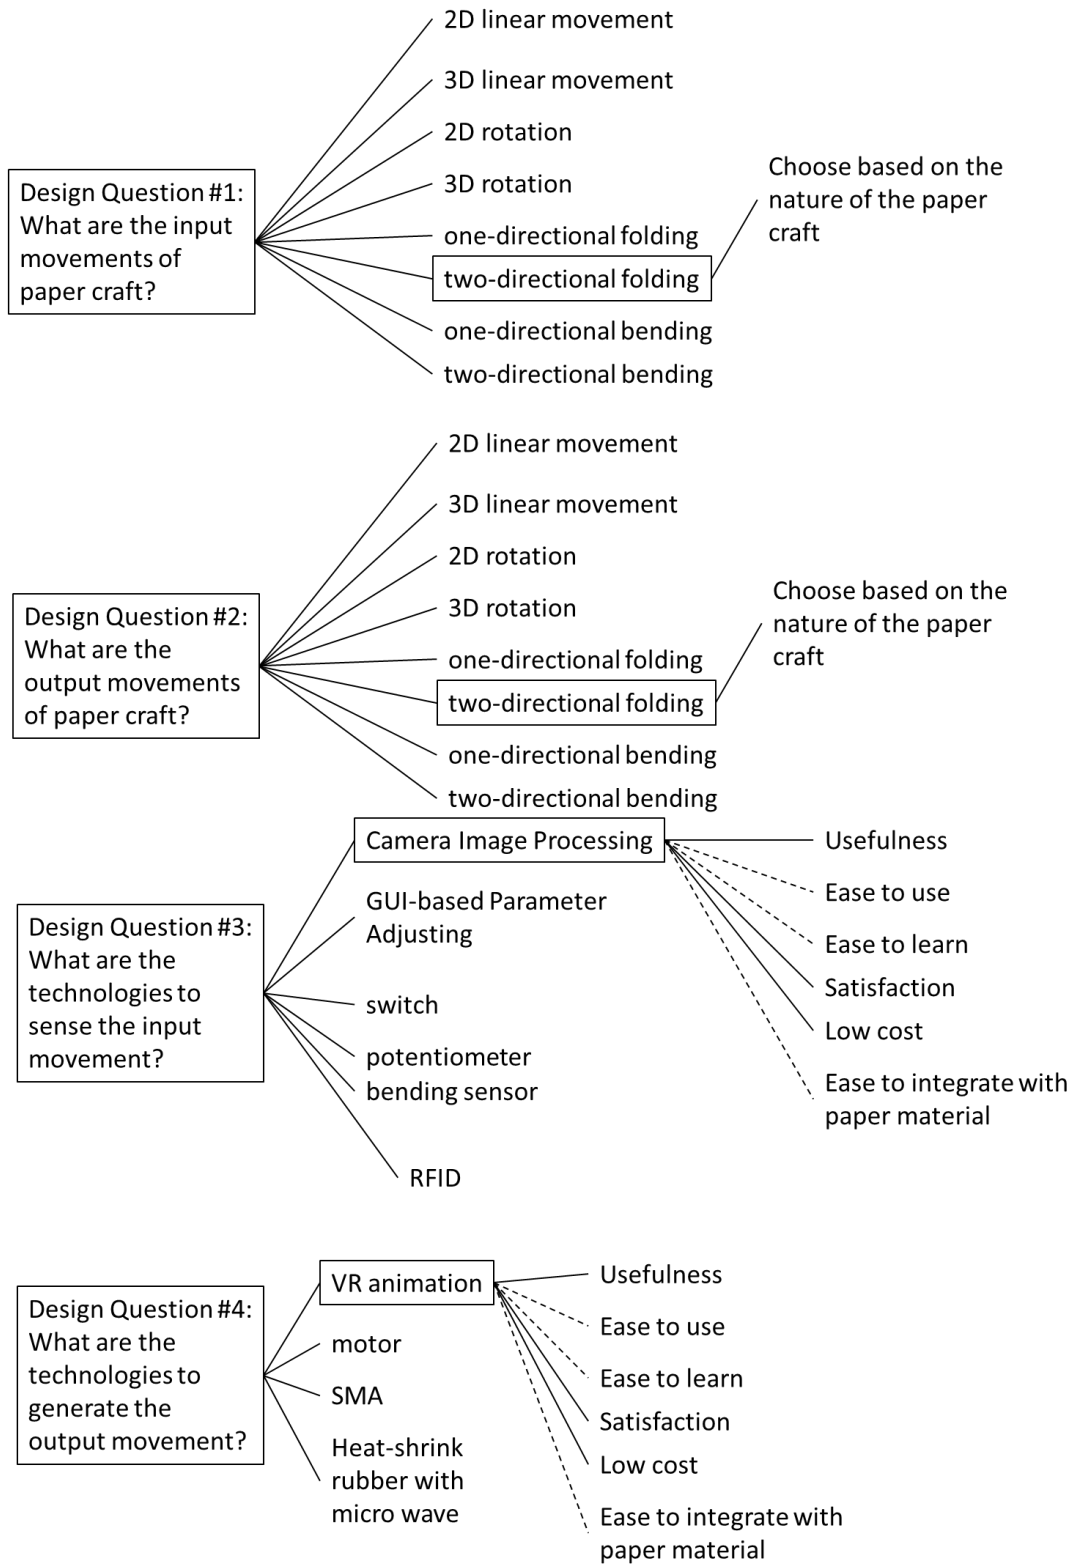 Design Question #1:
What are the input
movements of
paper craft?
2D linear movement
3D linear movement
2D rotation
3D rotation
one-directional folding
two-directional folding
one-directional bending
two-directional bending
Choose based on the
nature of the paper
craft
Design Question #2:
What are the
output movements
of paper craft?
2D linear movement
3D linear movement
2D rotation
3D rotation
one-directional folding
two-directional folding
one-directional bending
two-directional bending
Choose based on the
nature of the paper
craft
Design Question #3:
What are the
technologies to
sense the input
movement?
Camera Image Processing
GUI-based Parameter
Adjusting
switch
potentiometer
bending sensor
RFID
Usefulness
Ease to use
Ease to learn
Satisfaction
Low cost
Ease to integrate with
paper material
Design Question #4:
What are the
technologies to
generate the
output movement?
VR animation
motor
SMA
Heat-shrink
rubber with
micro wave
Usefulness
Ease to use
Ease to learn
Satisfaction
Low cost
Ease to integrate with
paper material